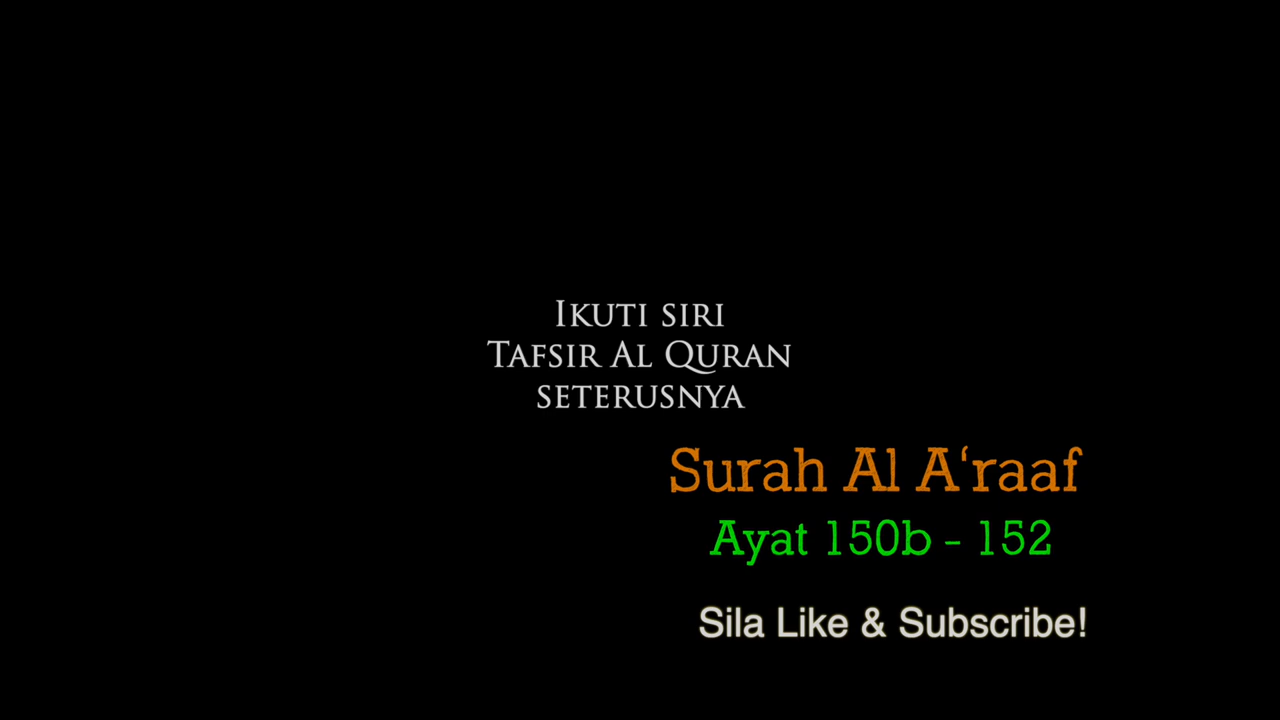 Ikuti siri
Tafsir Al Quran
seterusnya
Surah Al A‘raaf
Ayat 150b - 152
Sila Like & Subscribe!